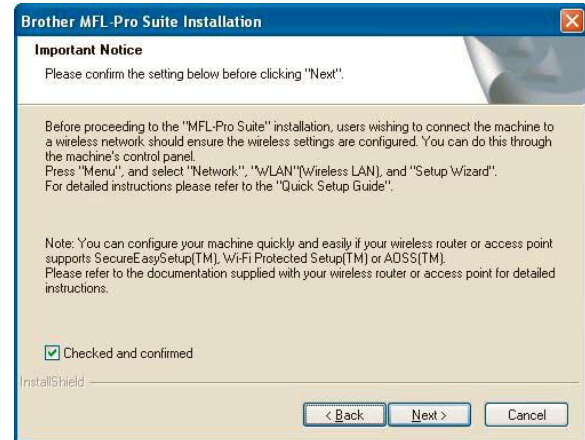 Brother MFL-Pro Suite Installation
Important Notice
Please confirm the setting below before clicking "Next".
Before proceeding to the "MFL-Pro Suite" installation, users wishing to connect the machine to
a wireless network should ensure the wireless settings are configured. You can do this through
the machine's control panel.
Press "Menu", and select "Network", "WLAN"(Wireless LAN), and "Setup Wizard".
For detailed instructions please refer to the "Quick Setup Guide".
Note: You can configure your machine quickly and easily if your wireless router or access point
supports SecureEasySetup(TM), Wi-Fi Protected Setup(TM) or AOSS(TM).
Please refer to the documentation supplied with your wireless router or access point for detailed
instructions.
Checked and confirmed
InstallShield
< Back Next > Cancel